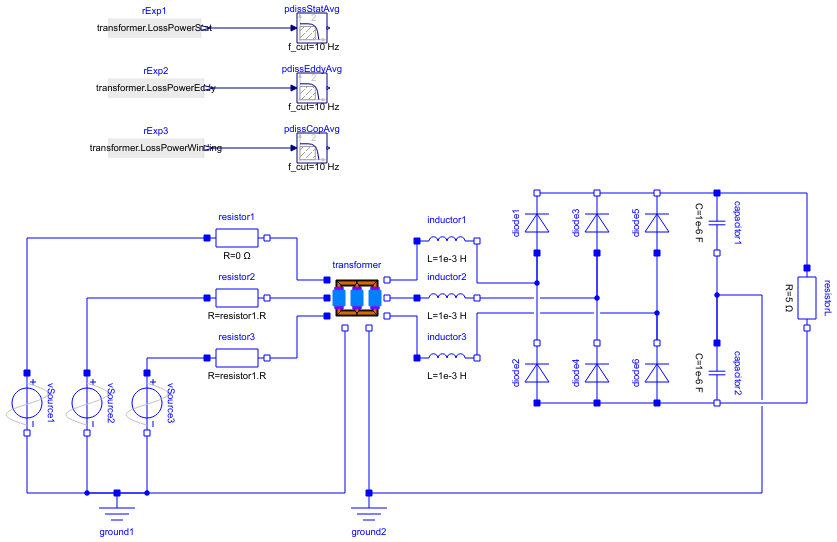 rExp1
transformer.LossPowerStat
pdissStatAvg
f_cut=10 Hz
rExp2
transformer.LossPowerEddy
pdissEddyAvg
f_cut=10 Hz
rExp3
transformer.LossPowerWinding
pdissCopAvg
f_cut=10 Hz
resistor1
R=0 Ω
resistor2
R=resistor1.R
resistor3
R=resistor1.R
transformer
inductor1
L=1e-3 H
inductor2
L=1e-3 H
inductor3
L=1e-3 H
diode1
diode3
diode5
C=1e-6 F
capacitor1
R=5 Ω
resistorL
diode2
diode4
diode6
C=1e-6 F
capacitor2
+
-
vSource1
+
-
vSource2
+
-
vSource3
ground1
ground2